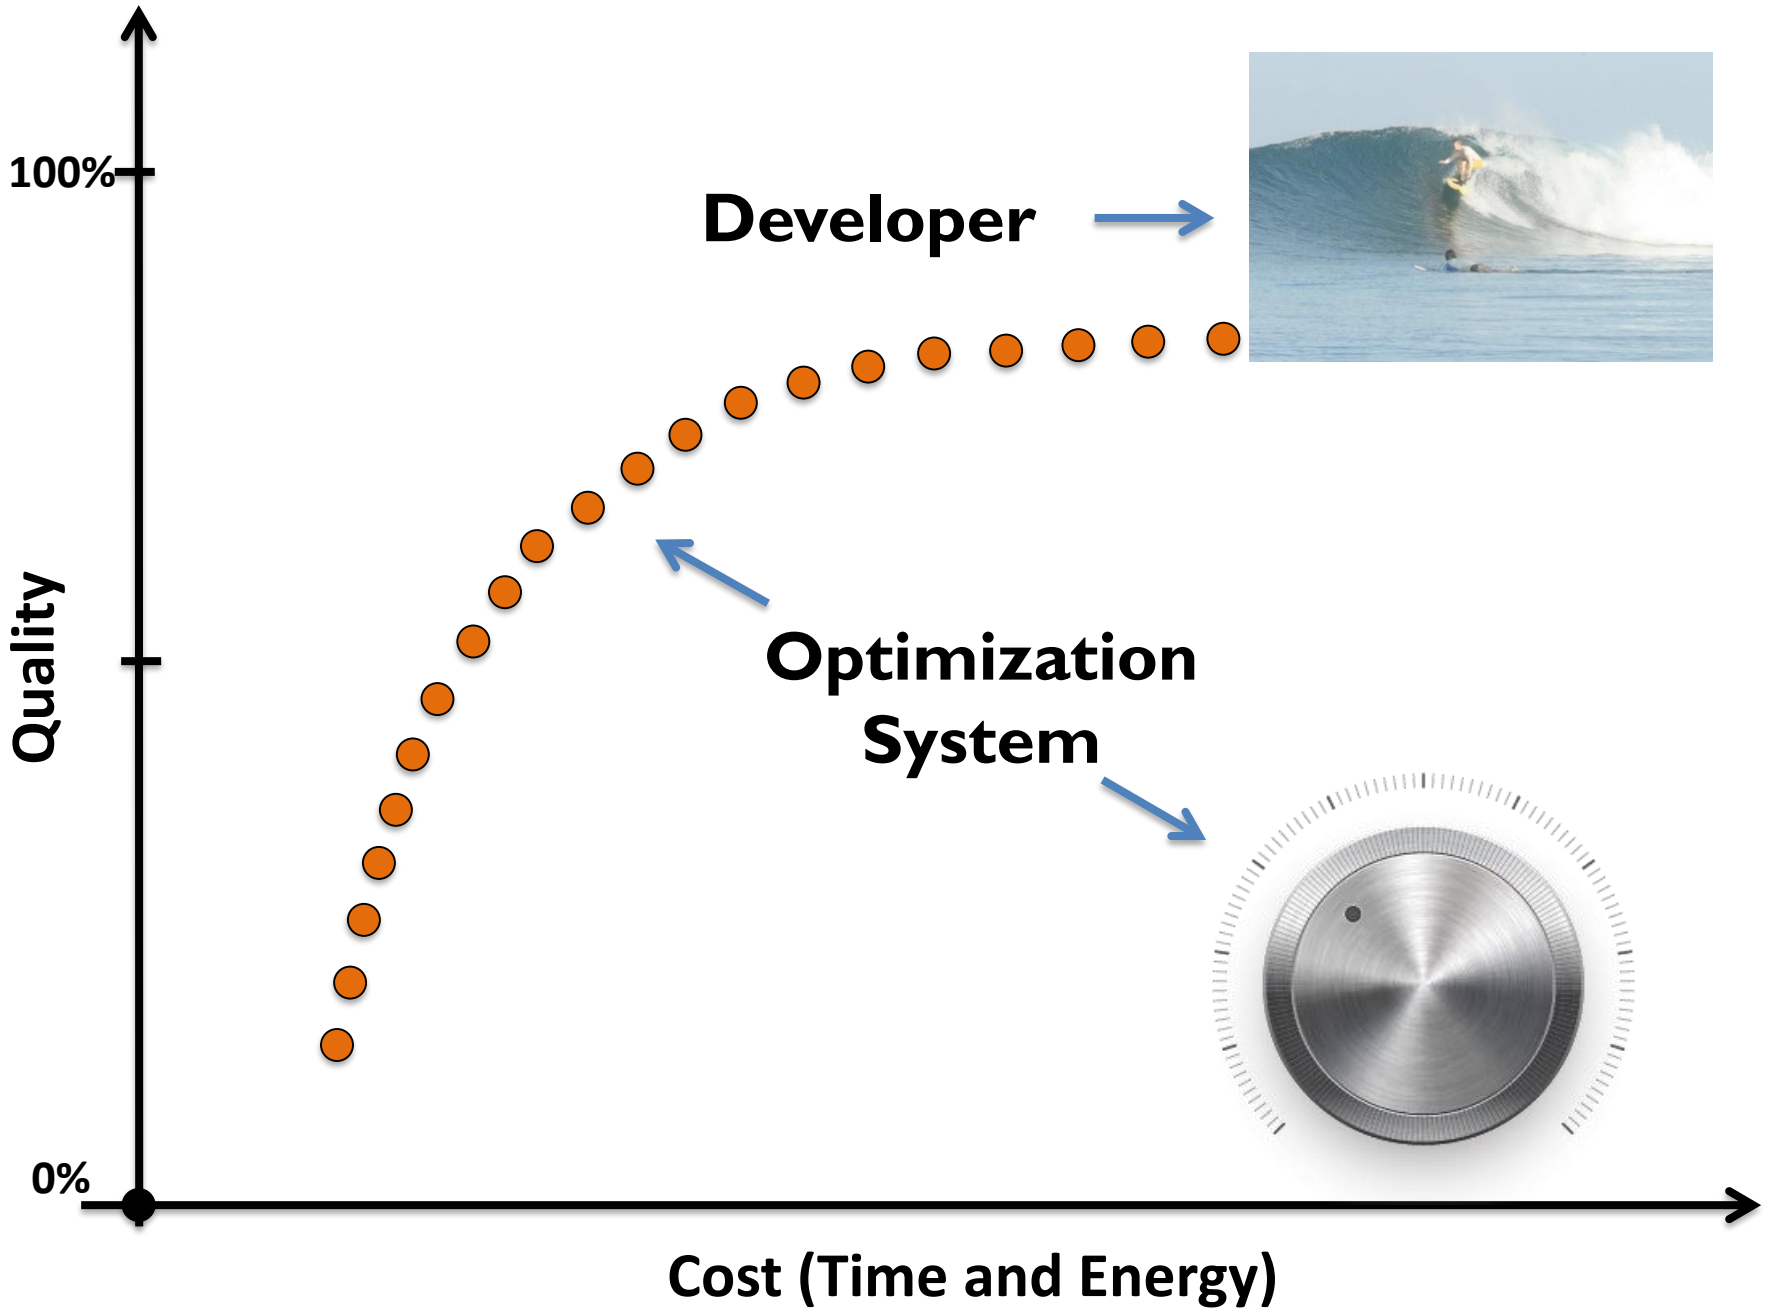 100%
Developer
Quality
Optimization
System
0%
Cost (Time and Energy)